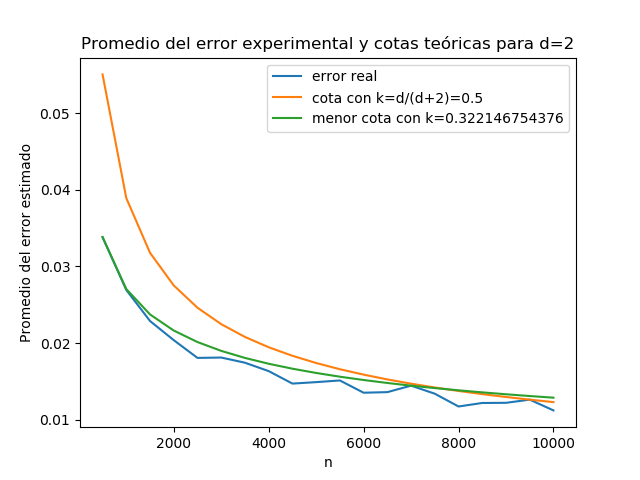 Promedio del error experimental y cotas teóricas para d=2
error real
cota con k=d/(d+2)=0.5
menor cota con k=0.322146754376
Promedio del error estimado
0.05
0.04
0.03
0.02
0.01
2000 4000 6000 8000 10000
n